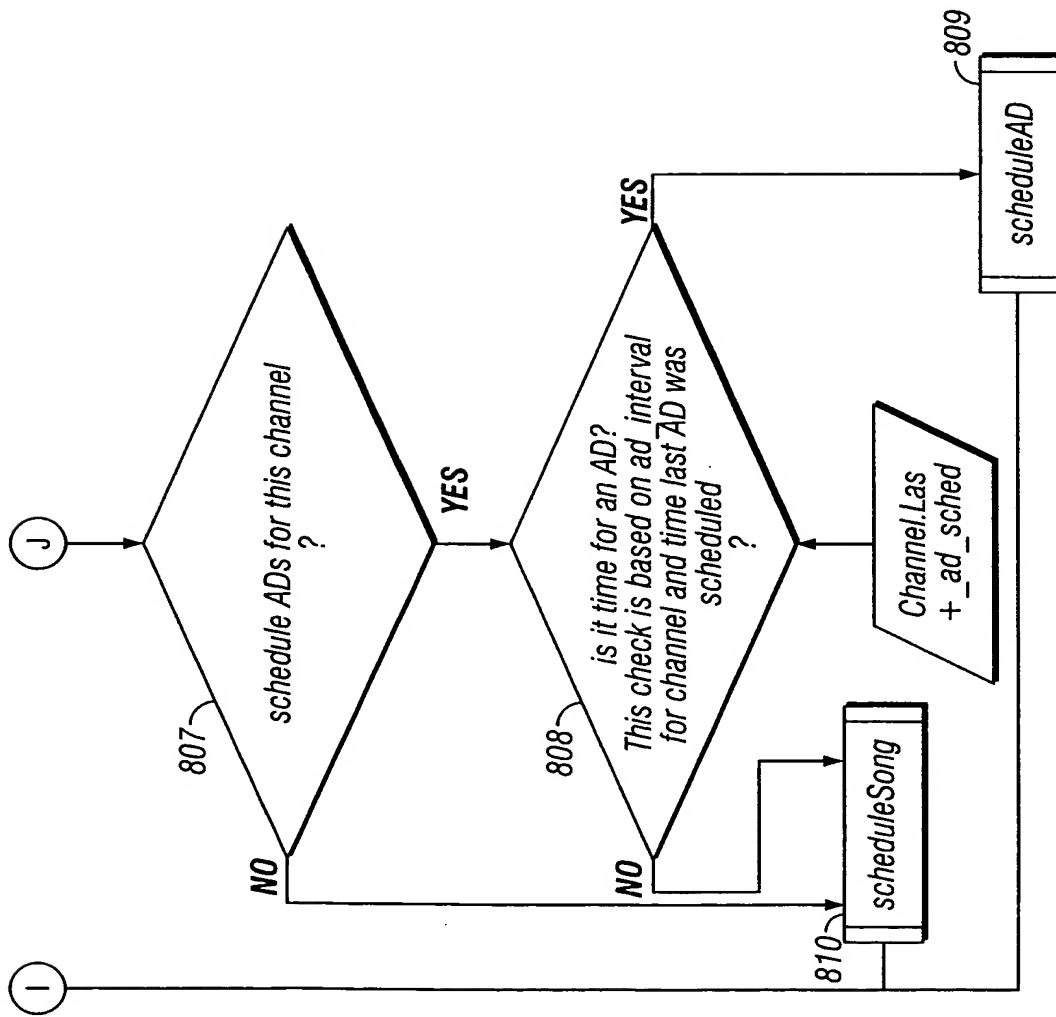 I
J
807
schedule ADs for this channel
?
NO
YES
808
is it time for an AD?
This check is based on ad_interval
for channel and time last AD was
scheduled
?
NO
YES
Channel.Las
+_ad_sched
810
scheduleSong
809
scheduleAD